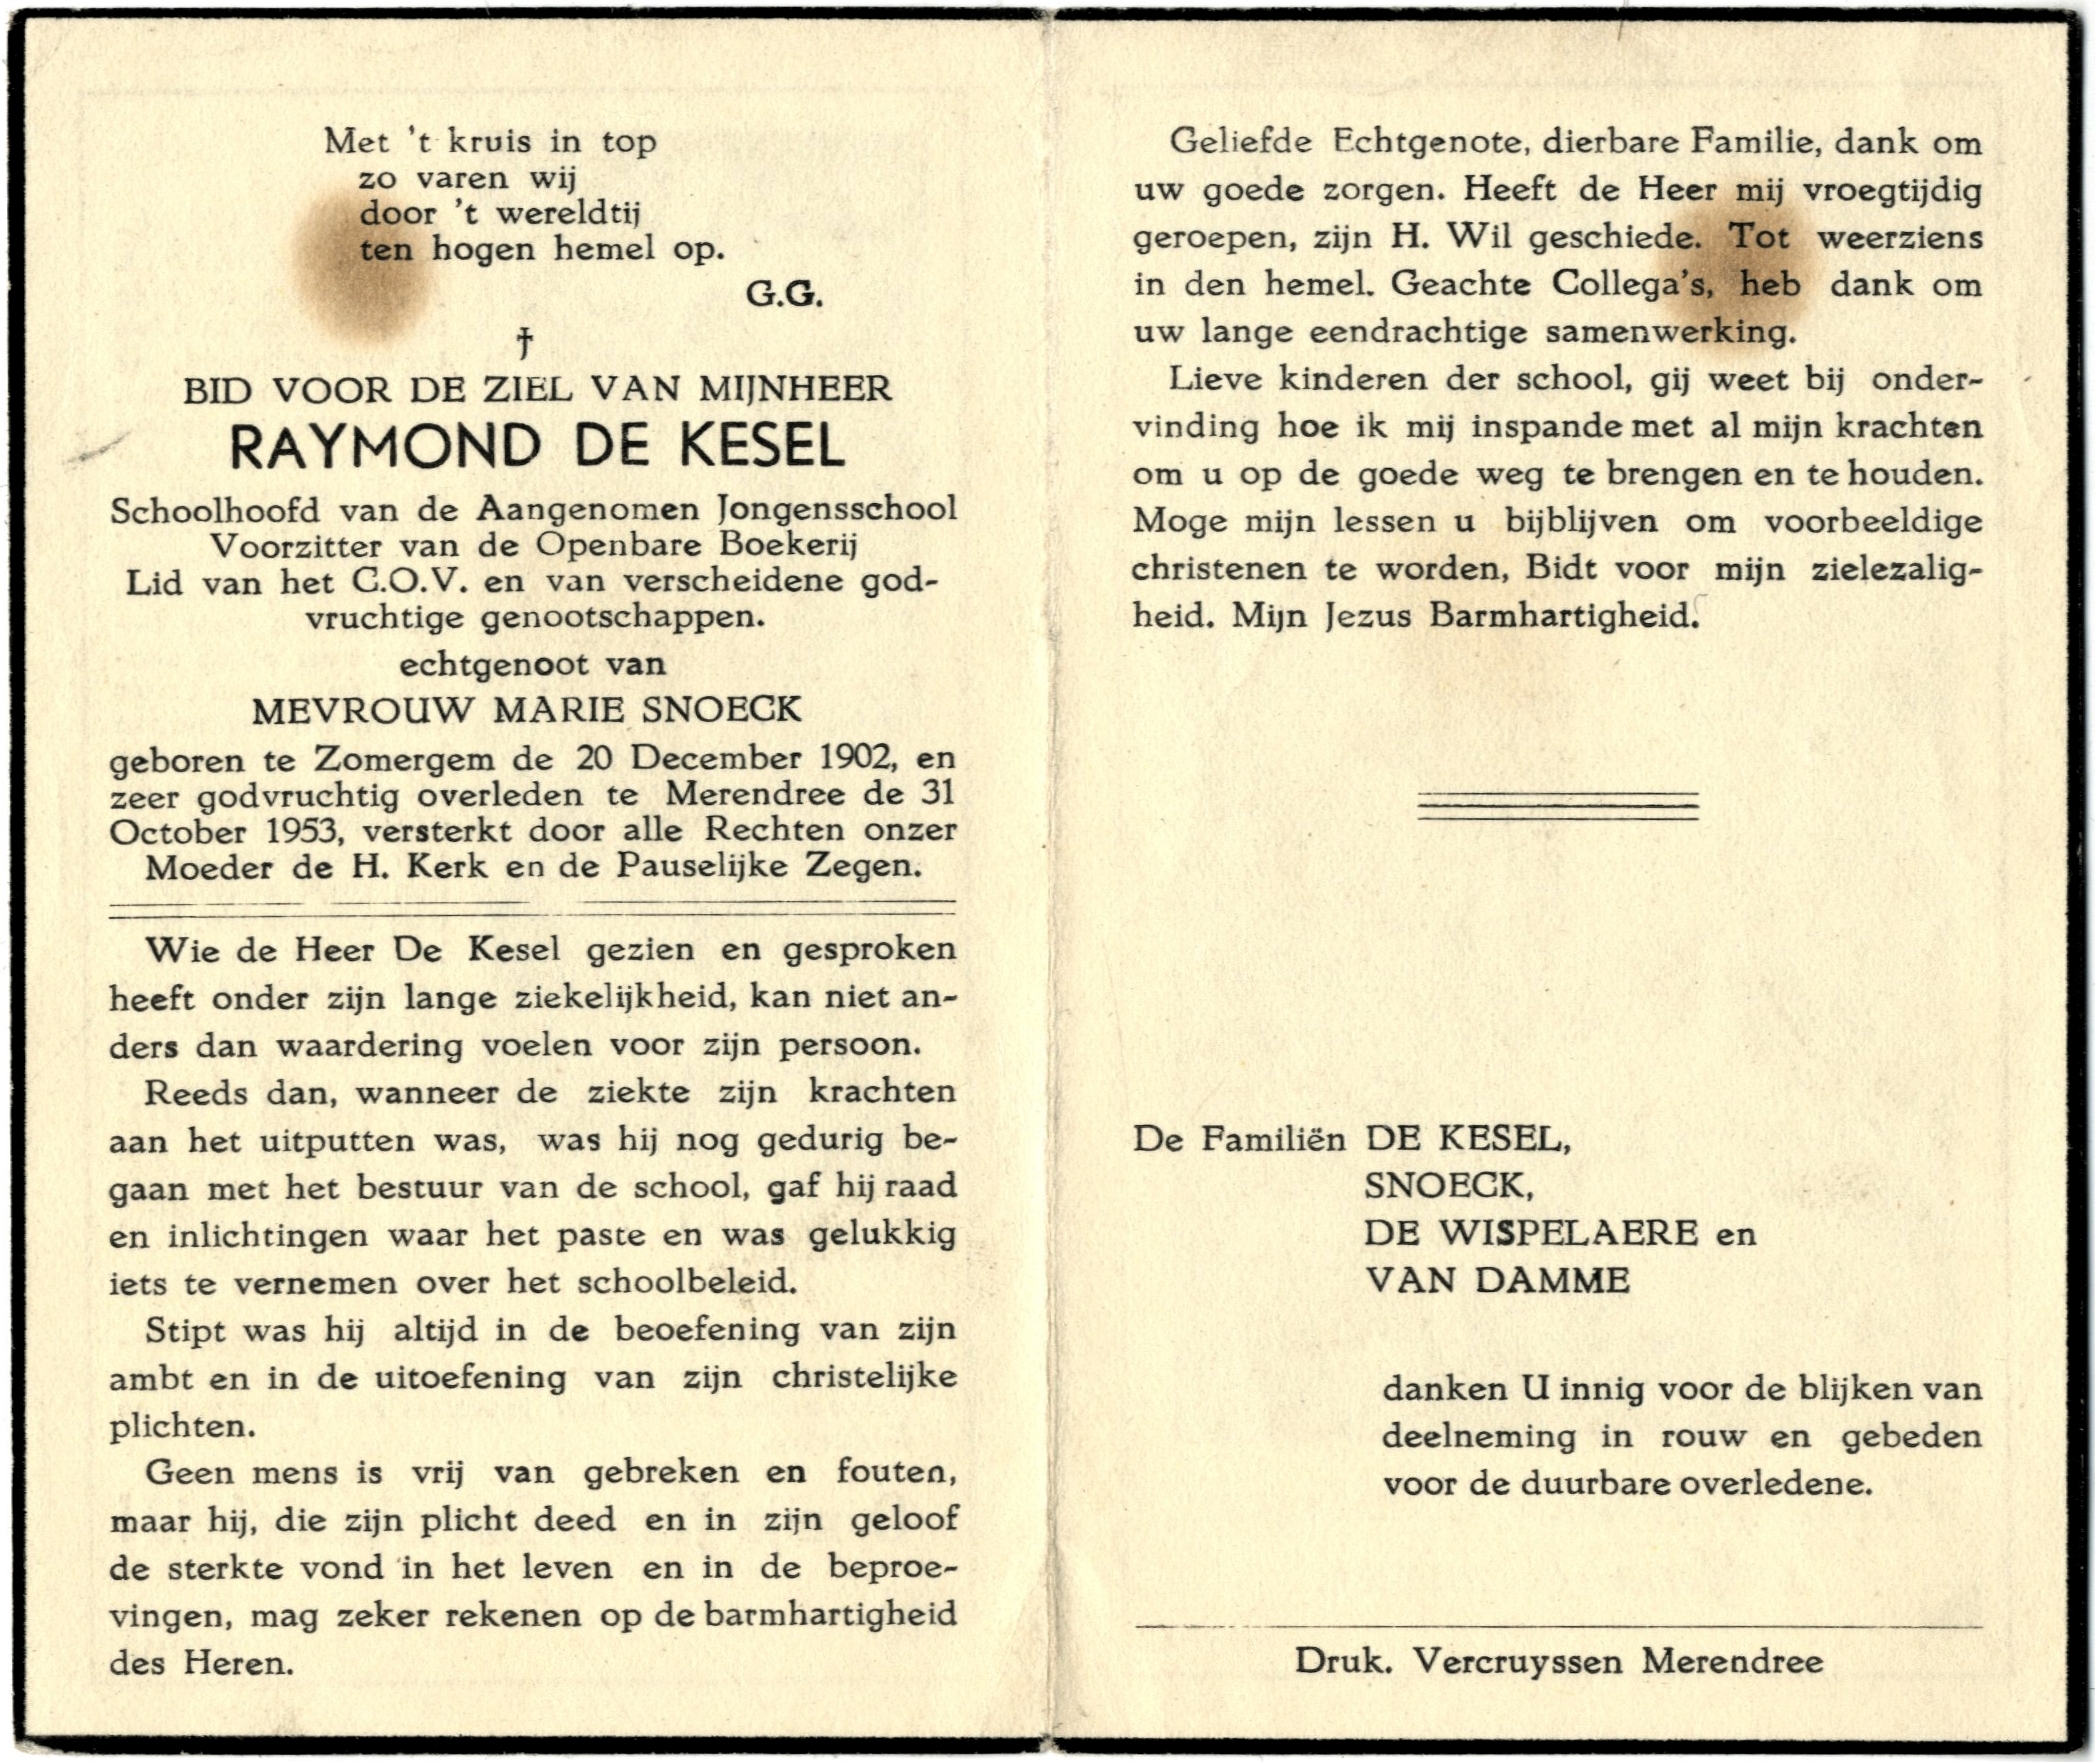 Met 't kruis in top
zo varen wij
door 't wereldtij
ten hogen hemel op.
G.G.
†
BID VOOR DE ZIEL VAN MIJNHEER
RAYMOND DE KESEL
Schoolhoofd van de Aangenomen Jongensschool
Voorzitter van de Openbare Boekerij
Lid van het C.O.V. en van verscheidene god-
vruchtige genootschappen.
echtgenoot van
MEVROUW MARIE SNOECK
geboren te Zomergem de 20 December 1902, en
zeer godvruchtig overleden te Merendree de 31
October 1953, versterkt door alle Rechten onzer
Moeder de H. Kerk en de Pauselijke Zegen.
Wie de Heer De Kesel gezien en gesproken
heeft onder zijn lange ziekelijkheid, kan niet an-
ders dan waardering voelen voor zijn persoon.
Reeds dan, wanneer de ziekte zijn krachten
aan het uitputten was, was hij nog gedurig be-
gaan met het bestuur van de school, gaf hij raad
en inlichtingen waar het paste en was gelukkig
iets te vernemen over het schoolbeleid.
Stipt was hij altijd in de beoefening van zijn
ambt en in de uitoefening van zijn christelijke
plichten.
Geen mens is vrij van gebreken en fouten,
maar hij, die zijn plicht deed en in zijn geloof
de sterkte vond in het leven en in de beproe-
vingen, mag zeker rekenen op de barmhartigheid
des Heren.
Geliefde Echtgenote, dierbare Familie, dank om
uw goede zorgen. Heeft de Heer mij vroegtijdig
geroepen, zijn H. Wil geschiede. Tot weerziens
in den hemel. Geachte Collega's, heb dank om
uw lange eendrachtige samenwerking.
Lieve kinderen der school, gij weet bij onder-
vinding hoe ik mij inspande met al mijn krachten
om u op de goede weg te brengen en te houden.
Moge mijn lessen u bijblijven om voorbeeldige
christenen te worden, Bidt voor mijn zielezalig-
heid. Mijn Jezus Barmhartigheid.
De Familiën DE KESEL,
SNOECK,
DE WISPELAERE en
VAN DAMME
danken U innig voor de blijken van
deelneming in rouw en gebeden
voor de duurbare overledene.
Druk. Vercruyssen Merendree